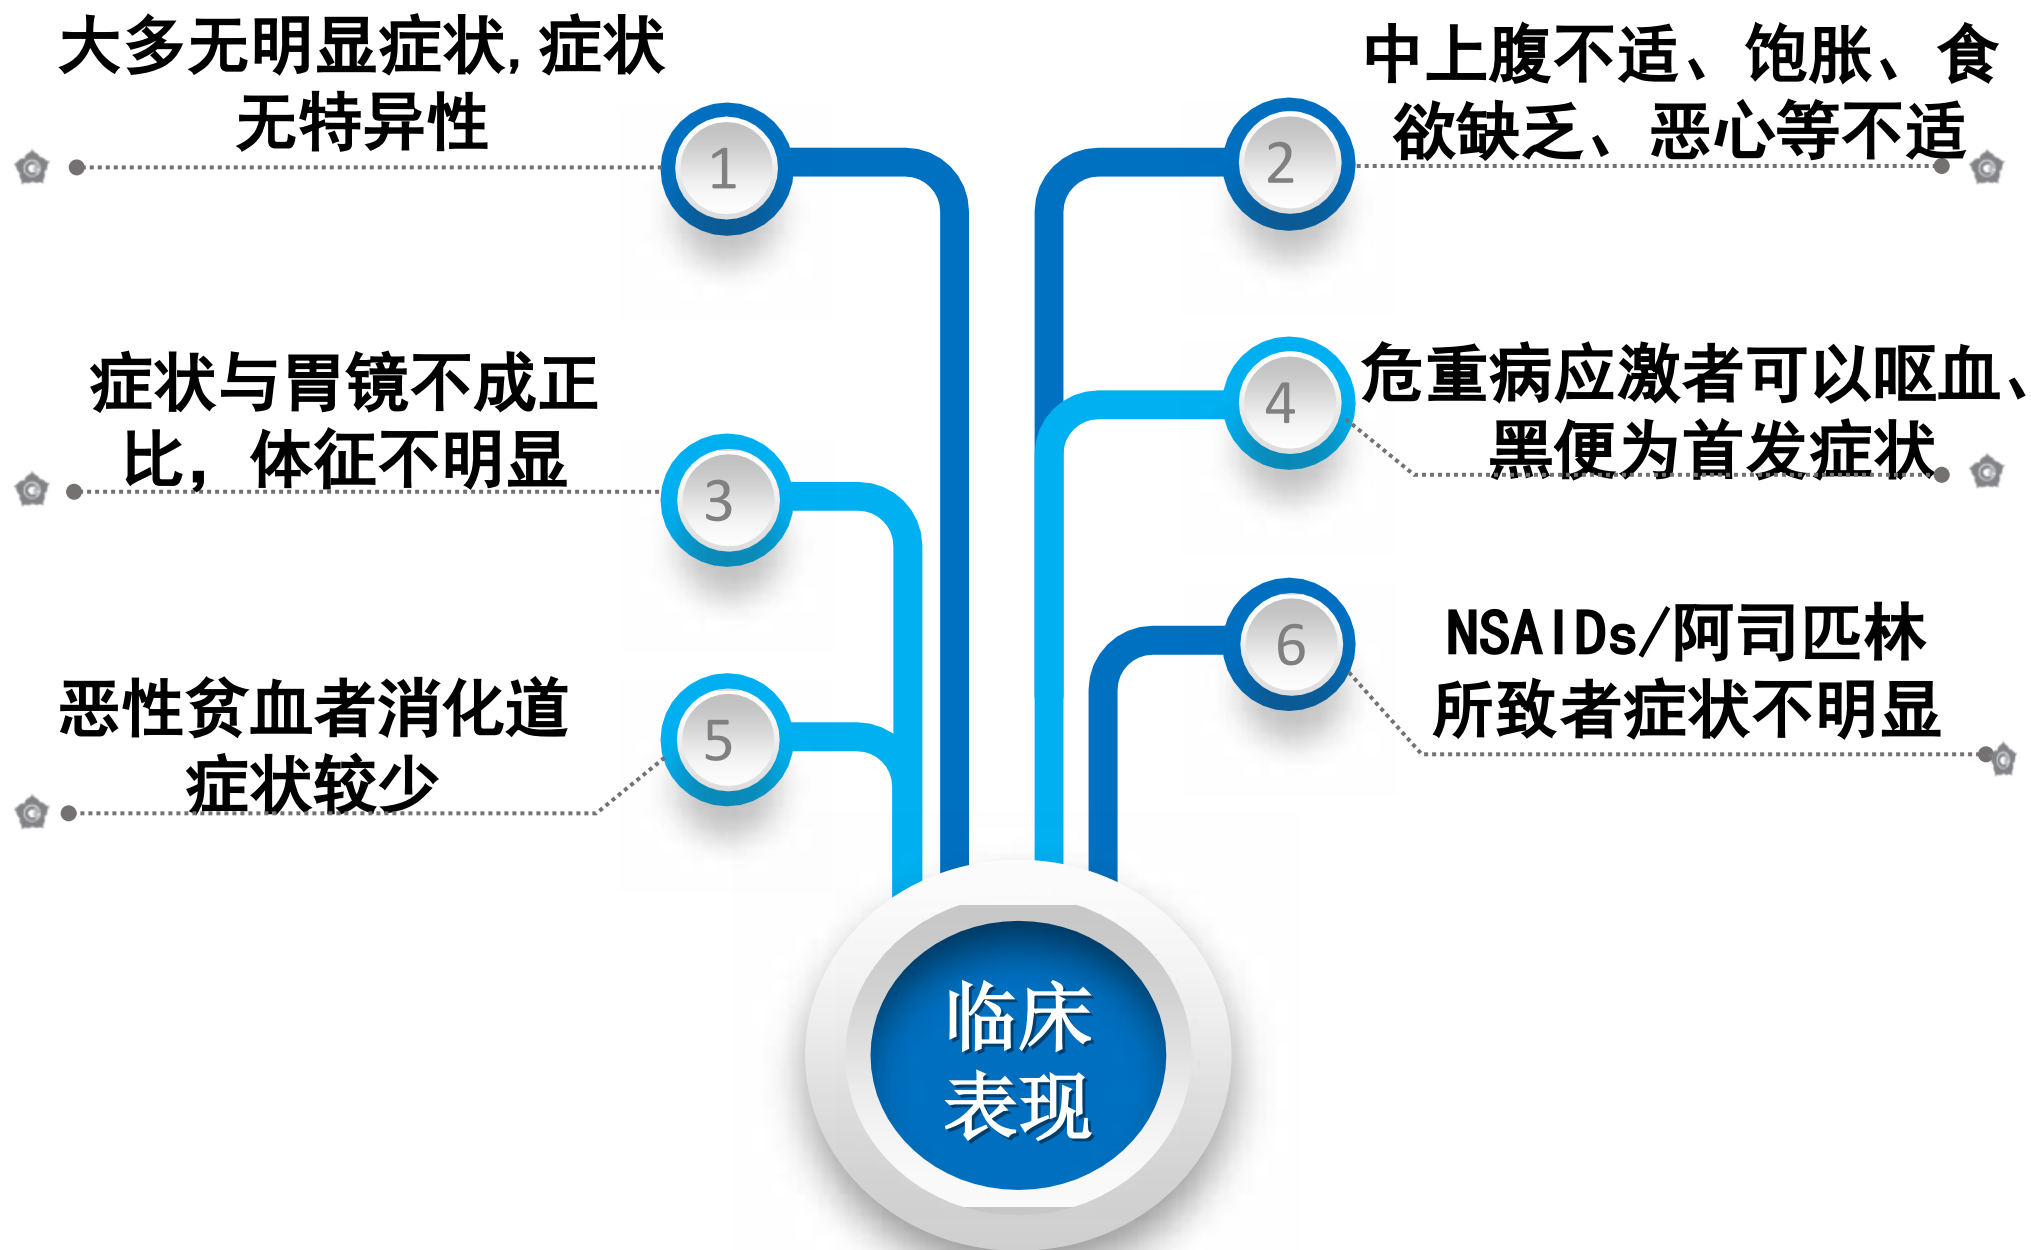 大多无明显症状,症状
无特异性
1
2
中上腹不适、饱胀、食
欲缺乏、恶心等不适
症状与胃镜不成正
比，体征不明显
3
4
危重病应激者可以呕血、
黑便为首发症状
恶性贫血者消化道
症状较少
5
6
NSAIDs/阿司匹林
所致者症状不明显
临床
表现